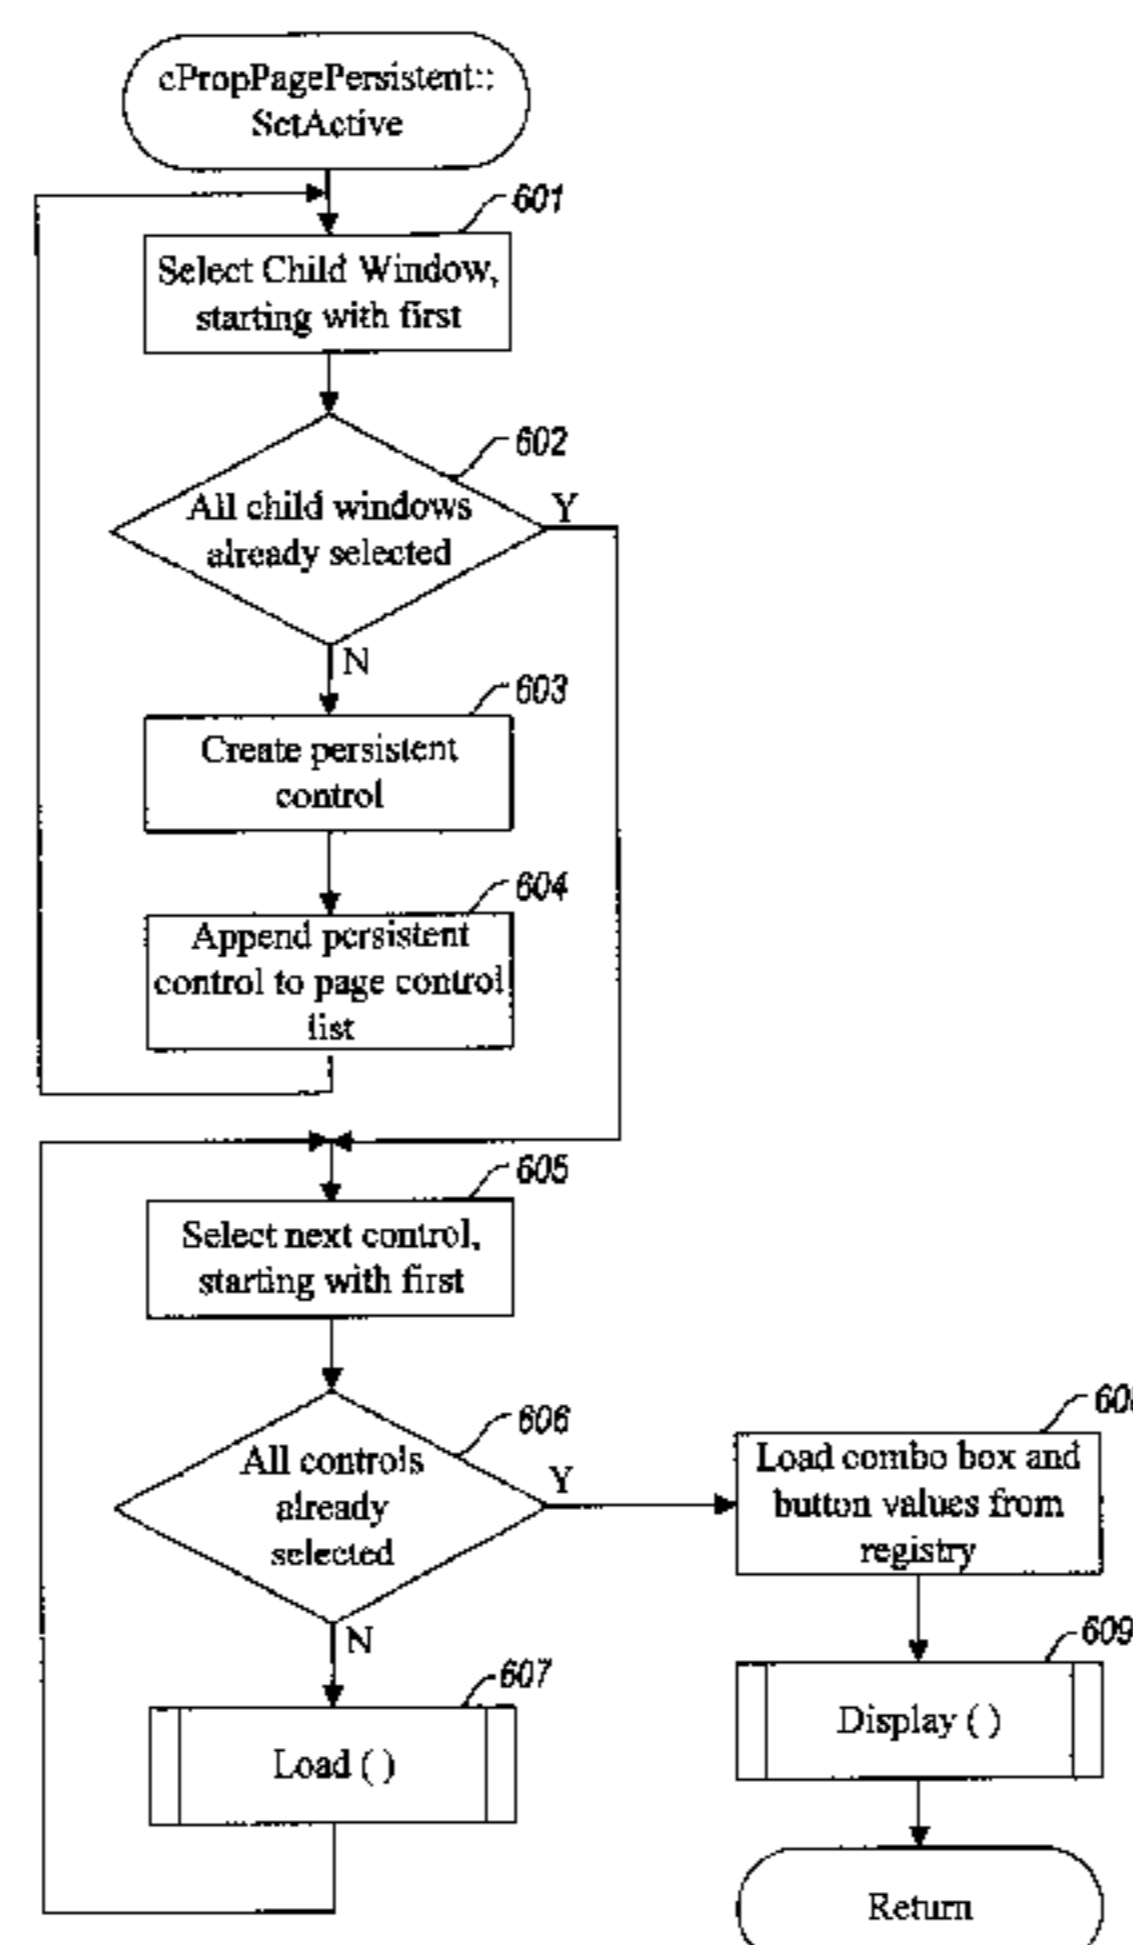 cPropPagePersistent::
SetActive
601
Select Child Window,
starting with first
602
All child windows
already selected
Y
N
603
Create persistent
control
604
Append persistent
control to page control
list
605
Select next control,
starting with first
606
All controls
already
selected
Y
N
607
Load ( )
Load combo box and
button values from
registry
609
Display ( )
Return